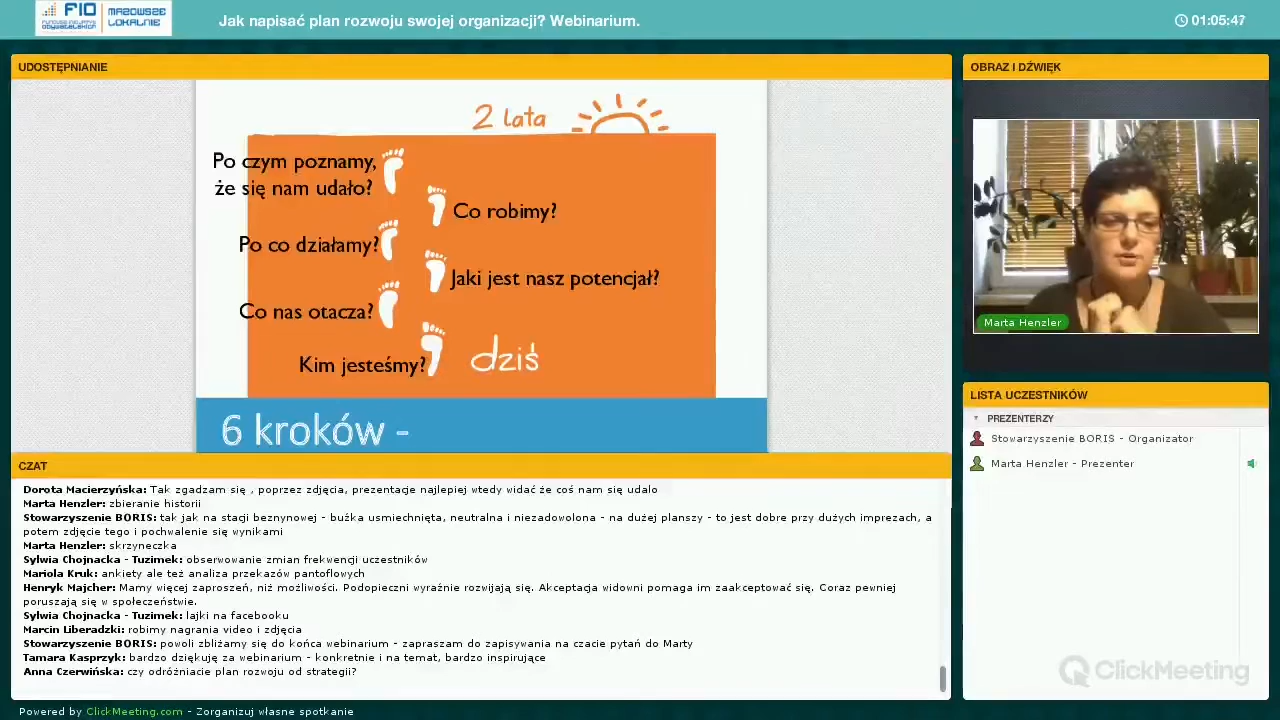 FIO
FUNDUSZ INICJATYW
OBYWATELSKICH
MAZOWSZE
LOKALNIE
Jak napisać plan rozwoju swojej organizacji? Webinarium.
01:05:47
UDOSTĘPNIANIE
2 lata
Po czym poznamy,
że się nam udało?
Co robimy?
Po co działamy?
Jaki jest nasz potencjał?
Co nas otacza?
Kim jesteśmy?
dziś
6 kroków -
OBRAZ I DŹWIĘK
Marta Henzler
LISTA UCZESTNIKÓW
PREZENTERZY
Stowarzyszenie BORIS - Organizator
Marta Henzler - Prezenter
CZAT
Dorota Macierzyńska: Tak zgadzam się , poprzez zdjęcia, prezentacje najlepiej wtedy widać że coś nam się udalo
Marta Henzler: zbieranie historii
Stowarzyszenie BORIS: tak jak na stacji beznynowej - buźka usmiechnięta, neutralna i niezadowolona - na dużej planszy - to jest dobre przy dużych imprezach, a
potem zdjęcie tego i pochwalenie się wynikami
Marta Henzler: skrzyneczka
Sylwia Chojnacka - Tuzimek: obserwowanie zmian frekwencji uczestników
Mariola Kruk: ankiety ale też analiza przekazów pantoflowych
Henryk Majcher: Mamy więcej zaproszeń, niż możliwości. Podopieczni wyraźnie rozwijają się. Akceptacja widowni pomaga im zaakceptować się. Coraz pewniej
poruszają się w społeczeństwie.
Sylwia Chojnacka - Tuzimek: lajki na facebooku
Marcin Liberadzki: robimy nagrania video i zdjęcia
Stowarzyszenie BORIS: powoli zbliżamy się do końca webinarium - zapraszam do zapisywania na czacie pytań do Marty
Tamara Kasprzyk: bardzo dziękuję za webinarium - konkretnie i na temat, bardzo inspirujące
Anna Czerwińska: czy odróżniacie plan rozwoju od strategii?
ClickMeeting
Powered by ClickMeeting.com - Zorganizuj własne spotkanie